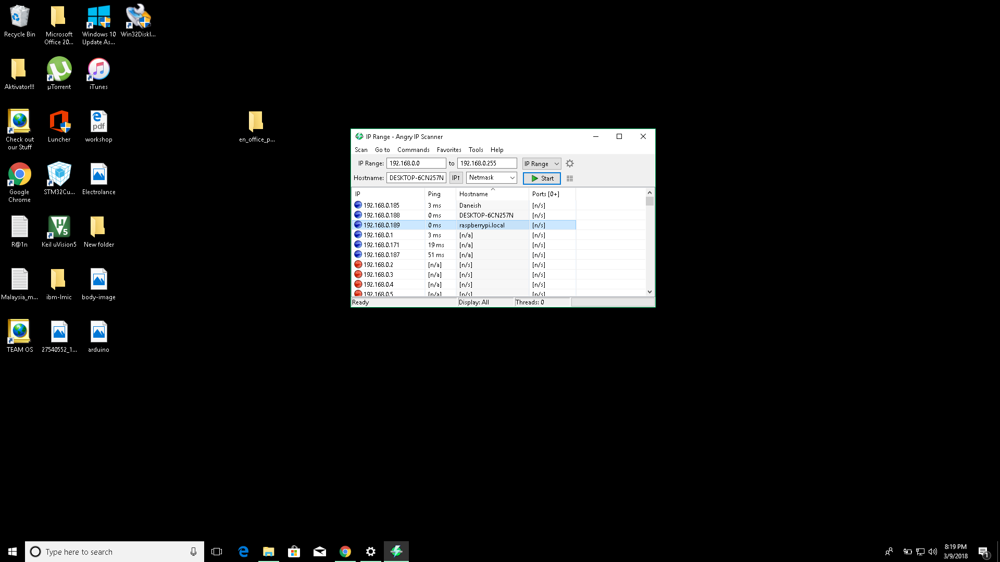 Recycle Bin
Microsoft Office 20...
Windows 10 Update As...
Win32DiskI...
Aktivator!!!
µTorrent
iTunes
Check out our Stuff
Luncher
workshop
pdf
en_office_p...
Google Chrome
STM32Cu...
Electrolance
R@1n
Keil uVision5
New folder
Malaysia_m...
ibm-lmic
body-image
TEAM OS
27540552_1...
arduino
IP Range - Angry IP Scanner
Scan Go to Commands Favorites Tools Help
IP Range: 192.168.0.0 to 192.168.0.255 IP Range
Hostname: DESKTOP-6CN257N IP↑ Netmask Start
IP Ping Hostname Ports [0+]
192.168.0.185 3 ms Daneish [n/s]
192.168.0.188 0 ms DESKTOP-6CN257N [n/s]
192.168.0.189 0 ms raspberrypi.local [n/s]
192.168.0.1 3 ms [n/a] [n/s]
192.168.0.171 19 ms [n/a] [n/s]
192.168.0.187 51 ms [n/a] [n/s]
192.168.0.2 [n/a] [n/s] [n/s]
192.168.0.3 [n/a] [n/s] [n/s]
192.168.0.4 [n/a] [n/s] [n/s]
192.168.0.5 [n/a] [n/s] [n/s]
Ready Display: All Threads: 0
Type here to search
8:19 PM
3/9/2018
1